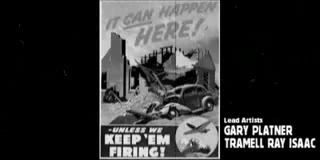 IT CAN HAPPEN
HERE!
-UNLESS WE
KEEP 'EM
FIRING!
Lead Artists
GARY PLATNER
TRAMELL RAY ISAAC